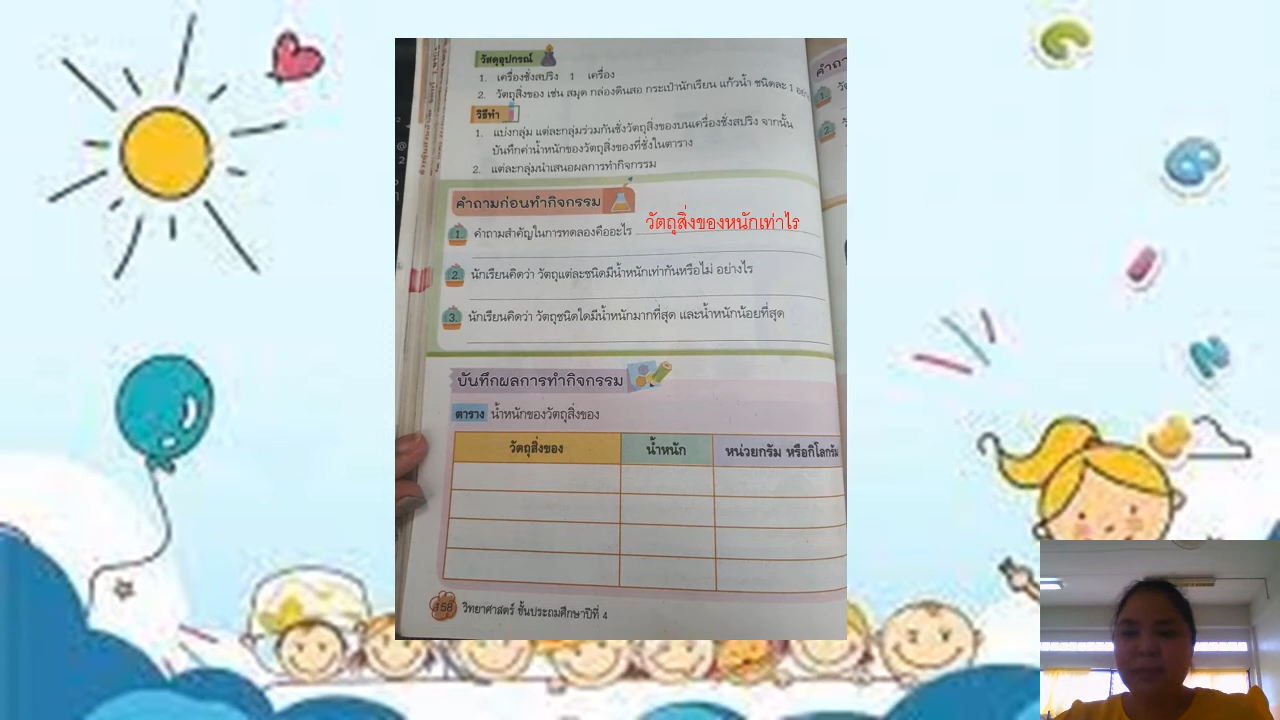 วัสดุอุปกรณ์
1. เครื่องชั่งสปริง 1 เครื่อง
2. วัตถุสิ่งของ เช่น สมุด กล่องดินสอ กระเป๋านักเรียน แก้วน้ำ ชนิดละ 1
วิธีทำ
1. แบ่งกลุ่ม แต่ละกลุ่มร่วมกันชั่งวัตถุสิ่งของบนเครื่องชั่งสปริง จากนั้น
บันทึกค่าน้ำหนักของวัตถุสิ่งของที่ชั่งในตาราง
2. แต่ละกลุ่มนำเสนอผลการทำกิจกรรม
คำถามก่อนทำกิจกรรม
1. คำถามสำคัญในการทดลองคืออะไร วัตถุสิ่งของหนักเท่าไร
2. นักเรียนคิดว่า วัตถุแต่ละชนิดมีน้ำหนักเท่ากันหรือไม่ อย่างไร
3. นักเรียนคิดว่า วัตถุชนิดใดมีน้ำหนักมากที่สุด และน้ำหนักน้อยที่สุด
บันทึกผลการทำกิจกรรม
ตาราง น้ำหนักของวัตถุสิ่งของ
วัตถุสิ่งของ น้ำหนัก หน่วยกรัม หรือกิโลกรัม
158 วิทยาศาสตร์ ชั้นประถมศึกษาปีที่ 4